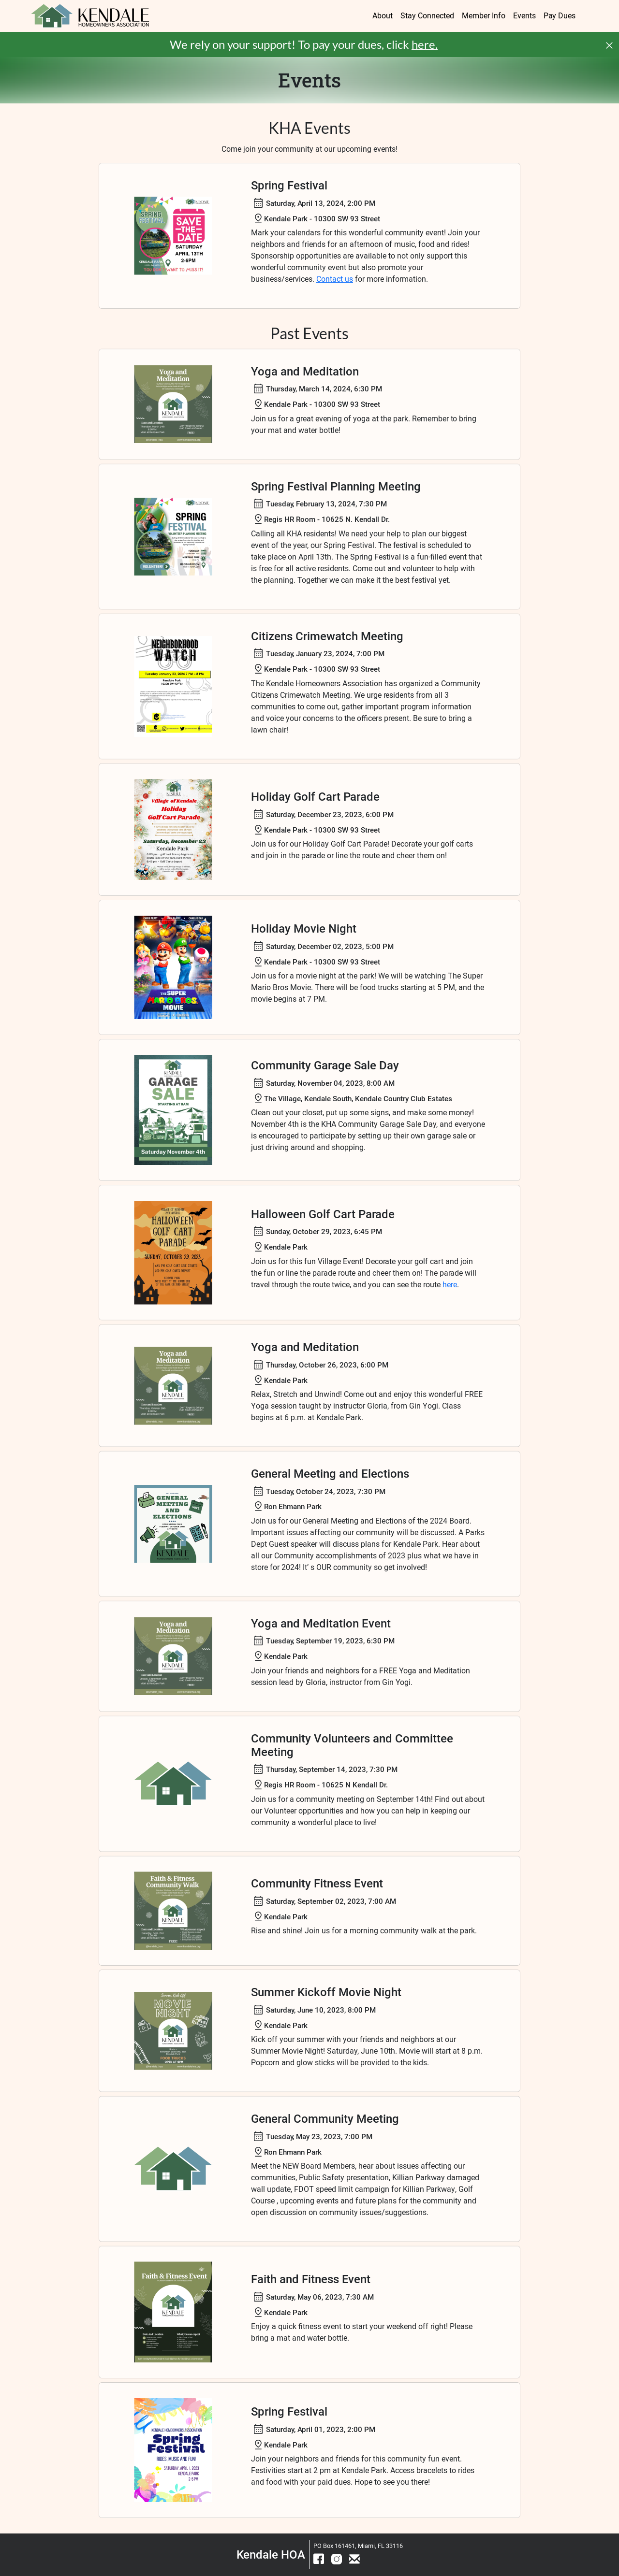 KENDALE
HOMEOWNERS ASSOCIATION
About Stay Connected Member Info Events Pay Dues
We rely on your support! To pay your dues, click here.
Events
KHA Events
Come join your community at our upcoming events!
SPRING
SAVE
THE
DATE
SATURDAY
APRIL 13TH
2-6PM
Spring Festival
Saturday, April 13, 2024, 2:00 PM
Kendale Park - 10300 SW 93 Street
Mark your calendars for this wonderful community event! Join your
neighbors and friends for an afternoon of music, food and rides!
Sponsorship opportunities are available to not only support this
wonderful community event but also promote your
business/services. Contact us for more information.
Past Events
Yoga and
Meditation
KENDALE
Yoga and Meditation
Thursday, March 14, 2024, 6:30 PM
Kendale Park - 10300 SW 93 Street
Join us for a great evening of yoga at the park. Remember to bring
your mat and water bottle!
SPRING
FESTIVAL
VOLUNTEER
Spring Festival Planning Meeting
Tuesday, February 13, 2024, 7:30 PM
Regis HR Room - 10625 N. Kendall Dr.
Calling all KHA residents! We need your help to plan our biggest
event of the year, our Spring Festival. The festival is scheduled to
take place on April 13th. The Spring Festival is a fun-filled event that
is free for all active residents. Come out and volunteer to help with
the planning. Together we can make it the best festival yet.
NEIGHBORHOOD
WATCH
Citizens Crimewatch Meeting
Tuesday, January 23, 2024, 7:00 PM
Kendale Park - 10300 SW 93 Street
The Kendale Homeowners Association has organized a Community
Citizens Crimewatch Meeting. We urge residents from all 3
communities to come out, gather important program information
and voice your concerns to the officers present. Be sure to bring a
lawn chair!
Village of Kendale
Holiday
Golf Cart Parade
Saturday, December 23
Kendale Park
Holiday Golf Cart Parade
Saturday, December 23, 2023, 6:00 PM
Kendale Park - 10300 SW 93 Street
Join us for our Holiday Golf Cart Parade! Decorate your golf carts
and join in the parade or line the route and cheer them on!
THE SUPER
MARIO BROS.
MOVIE
Holiday Movie Night
Saturday, December 02, 2023, 5:00 PM
Kendale Park - 10300 SW 93 Street
Join us for a movie night at the park! We will be watching The Super
Mario Bros Movie. There will be food trucks starting at 5 PM, and the
movie begins at 7 PM.
KENDALE
GARAGE
SALE
STARTING AT 8AM
Saturday November 4th
Community Garage Sale Day
Saturday, November 04, 2023, 8:00 AM
The Village, Kendale South, Kendale Country Club Estates
Clean out your closet, put up some signs, and make some money!
November 4th is the KHA Community Garage Sale Day, and everyone
is encouraged to participate by setting up their own garage sale or
just driving around and shopping.
HALLOWEEN
GOLF CART
PARADE
SUNDAY, OCTOBER 29, 2023
Halloween Golf Cart Parade
Sunday, October 29, 2023, 6:45 PM
Kendale Park
Join us for this fun Village Event! Decorate your golf cart and join
the fun or line the parade route and cheer them on! The parade will
travel through the route twice, and you can see the route here.
Yoga and
Meditation
KENDALE
Yoga and Meditation
Thursday, October 26, 2023, 6:00 PM
Kendale Park
Relax, Stretch and Unwind! Come out and enjoy this wonderful FREE
Yoga session taught by instructor Gloria, from Gin Yogi. Class
begins at 6 p.m. at Kendale Park.
GENERAL
MEETING
AND
ELECTIONS
KENDALE
General Meeting and Elections
Tuesday, October 24, 2023, 7:30 PM
Ron Ehmann Park
Join us for our General Meeting and Elections of the 2024 Board.
Important issues affecting our community will be discussed. A Parks
Dept Guest speaker will discuss plans for Kendale Park. Hear about
all our Community accomplishments of 2023 plus what we have in
store for 2024! It' s OUR community so get involved!
Yoga and
Meditation
KENDALE
Yoga and Meditation Event
Tuesday, September 19, 2023, 6:30 PM
Kendale Park
Join your friends and neighbors for a FREE Yoga and Meditation
session lead by Gloria, instructor from Gin Yogi.
Community Volunteers and Committee
Meeting
Thursday, September 14, 2023, 7:30 PM
Regis HR Room - 10625 N Kendall Dr.
Join us for a community meeting on September 14th! Find out about
our Volunteer opportunities and how you can help in keeping our
community a wonderful place to live!
Faith & Fitness
Community Walk
KENDALE
Community Fitness Event
Saturday, September 02, 2023, 7:00 AM
Kendale Park
Rise and shine! Join us for a morning community walk at the park.
Summer Kick Off
MOVIE
NIGHT
KENDALE
Summer Kickoff Movie Night
Saturday, June 10, 2023, 8:00 PM
Kendale Park
Kick off your summer with your friends and neighbors at our
Summer Movie Night! Saturday, June 10th. Movie will start at 8 p.m.
Popcorn and glow sticks will be provided to the kids.
General Community Meeting
Tuesday, May 23, 2023, 7:00 PM
Ron Ehmann Park
Meet the NEW Board Members, hear about issues affecting our
communities, Public Safety presentation, Killian Parkway damaged
wall update, FDOT speed limit campaign for Killian Parkway, Golf
Course , upcoming events and future plans for the community and
open discussion on community issues/suggestions.
Faith & Fitness Event
KENDALE
Faith and Fitness Event
Saturday, May 06, 2023, 7:30 AM
Kendale Park
Enjoy a quick fitness event to start your weekend off right! Please
bring a mat and water bottle.
KENDALE HOMEOWNERS ASSOCIATION
Spring
Festival
RIDES, MUSIC AND FUN!
SATURDAY, APRIL 1, 2023
KENDALE PARK
Spring Festival
Saturday, April 01, 2023, 2:00 PM
Kendale Park
Join your neighbors and friends for this community fun event.
Festivities start at 2 pm at Kendale Park. Access bracelets to rides
and food with your paid dues. Hope to see you there!
Kendale HOA
PO Box 161461, Miami, FL 33116